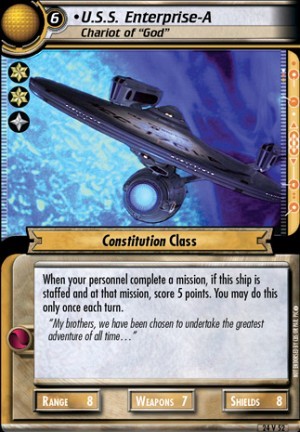 6 •U.S.S. Enterprise-A
Chariot of "God"
Constitution Class
When your personnel complete a mission, if this ship is
staffed and at that mission, score 5 points. You may do this
only once each turn.
"My brothers, we have been chosen to undertake the greatest
adventure of all time…"
RANGE 8 WEAPONS 7 SHIELDS 8